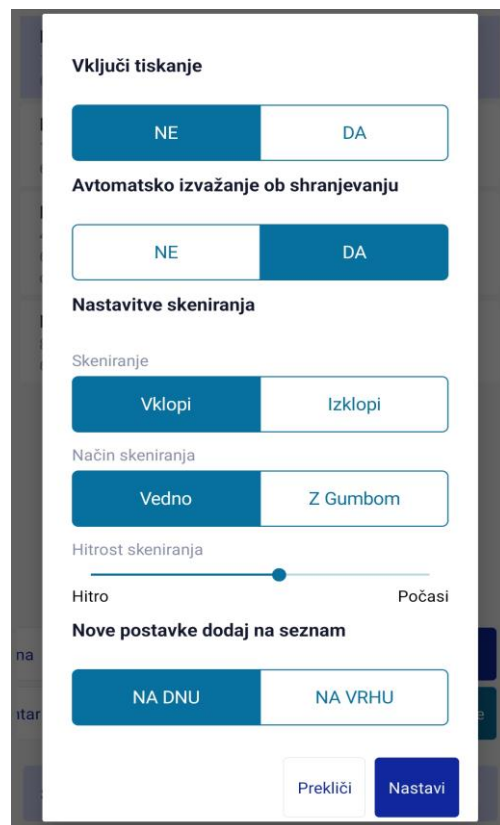 Vključi tiskanje
NE DA
Avtomatsko izvažanje ob shranjevanju
NE DA
Nastavitve skeniranja
Skeniranje
Vklopi Izklopi
Način skeniranja
Vedno Z Gumbom
Hitrost skeniranja
Hitro Počasi
Nove postavke dodaj na seznam
na
NA DNU NA VRHU
Prekliči Nastavi